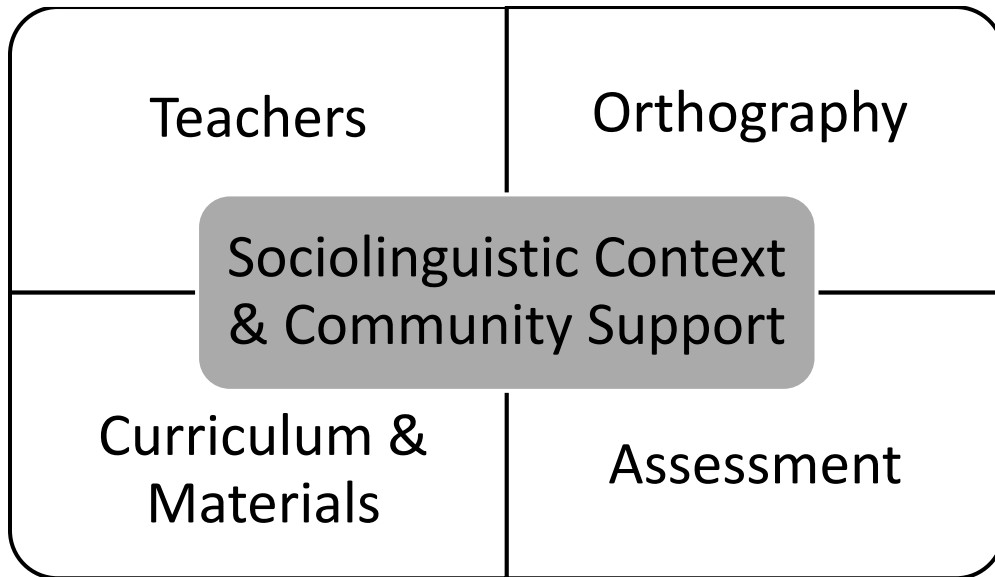 Teachers
Orthography
Sociolinguistic Context
& Community Support
Curriculum &
Materials
Assessment